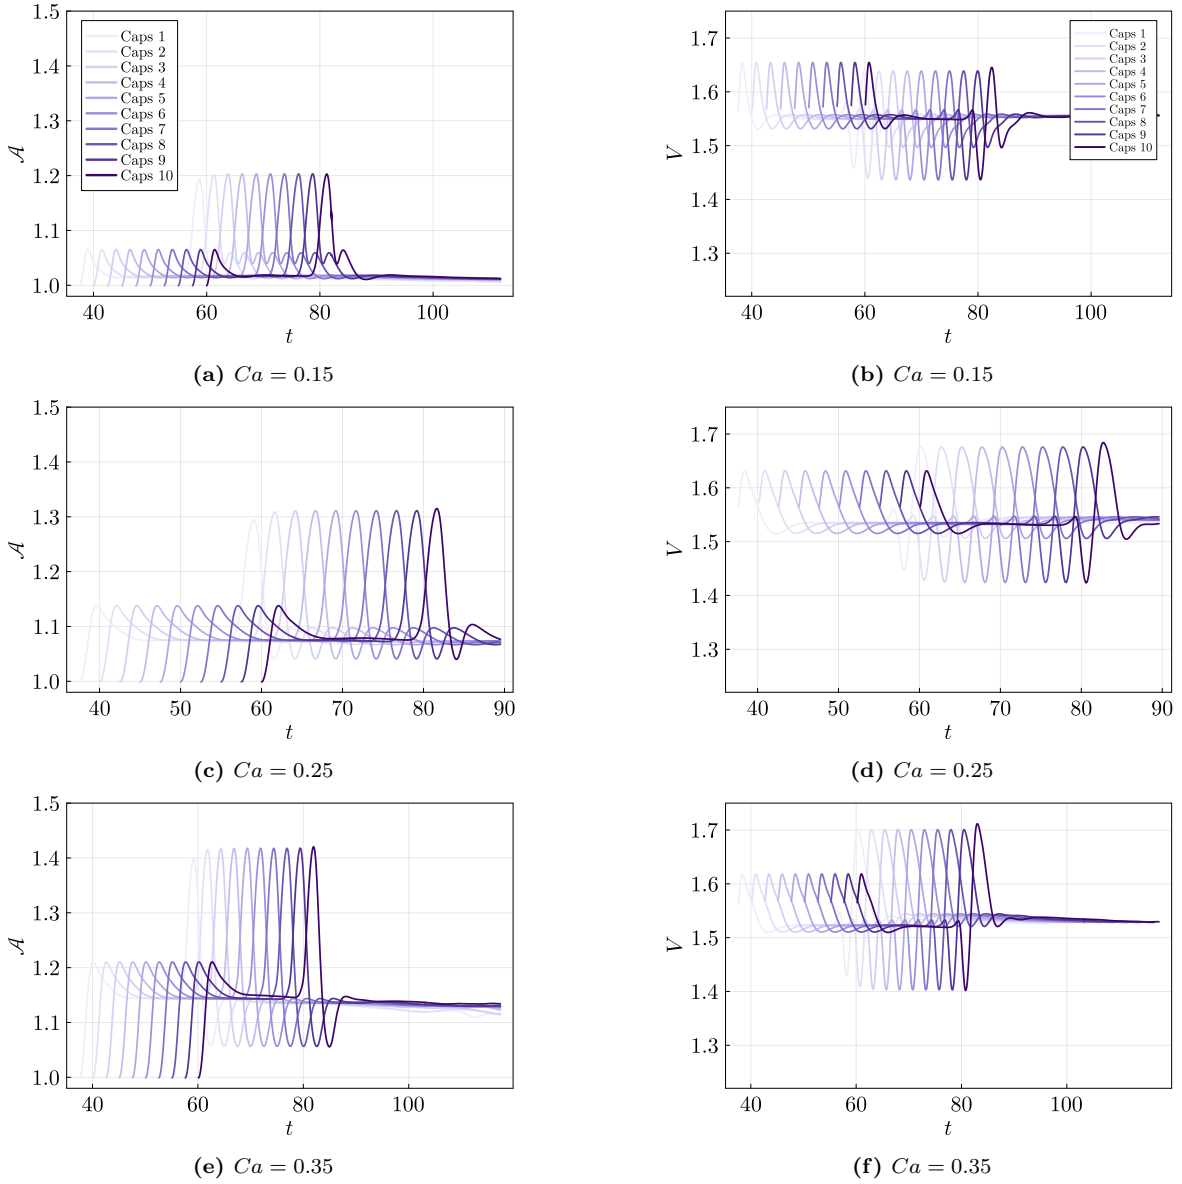 1.5
1.4
1.3
1.2
1.1
1.0
𝒜
Caps 1
Caps 2
Caps 3
Caps 4
Caps 5
Caps 6
Caps 7
Caps 8
Caps 9
Caps 10
40 60 80 100
t
(a) Ca = 0.15
1.7
1.6
1.5
1.4
1.3
V
Caps 1
Caps 2
Caps 3
Caps 4
Caps 5
Caps 6
Caps 7
Caps 8
Caps 9
Caps 10
40 60 80 100
t
(b) Ca = 0.15
1.5
1.4
1.3
1.2
1.1
1.0
𝒜
40 50 60 70 80 90
t
(c) Ca = 0.25
1.7
1.6
1.5
1.4
1.3
V
40 50 60 70 80 90
t
(d) Ca = 0.25
1.5
1.4
1.3
1.2
1.1
1.0
𝒜
40 60 80 100
t
(e) Ca = 0.35
1.7
1.6
1.5
1.4
1.3
V
40 60 80 100
t
(f) Ca = 0.35